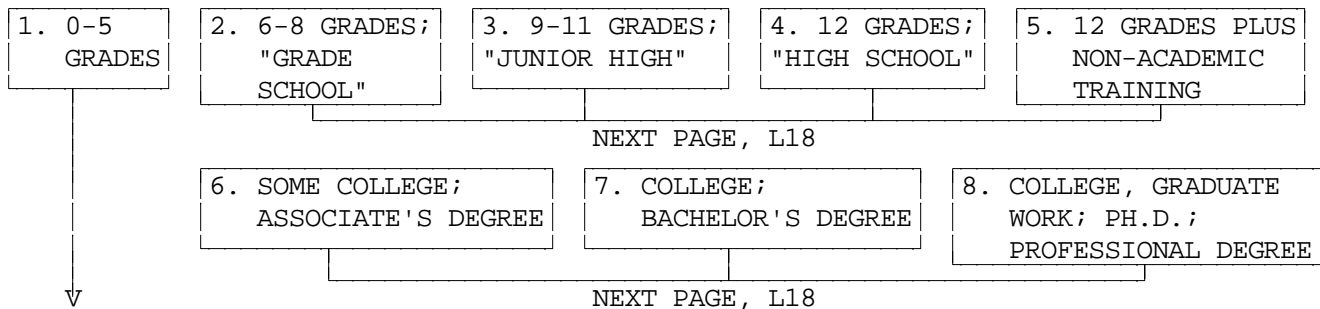 1. 0-5 GRADES
2. 6-8 GRADES; "GRADE SCHOOL"
3. 9-11 GRADES; "JUNIOR HIGH"
4. 12 GRADES; "HIGH SCHOOL"
5. 12 GRADES PLUS NON-ACADEMIC TRAINING
NEXT PAGE, L18
6. SOME COLLEGE; ASSOCIATE'S DEGREE
7. COLLEGE; BACHELOR'S DEGREE
8. COLLEGE, GRADUATE WORK; PH.D.; PROFESSIONAL DEGREE
NEXT PAGE, L18